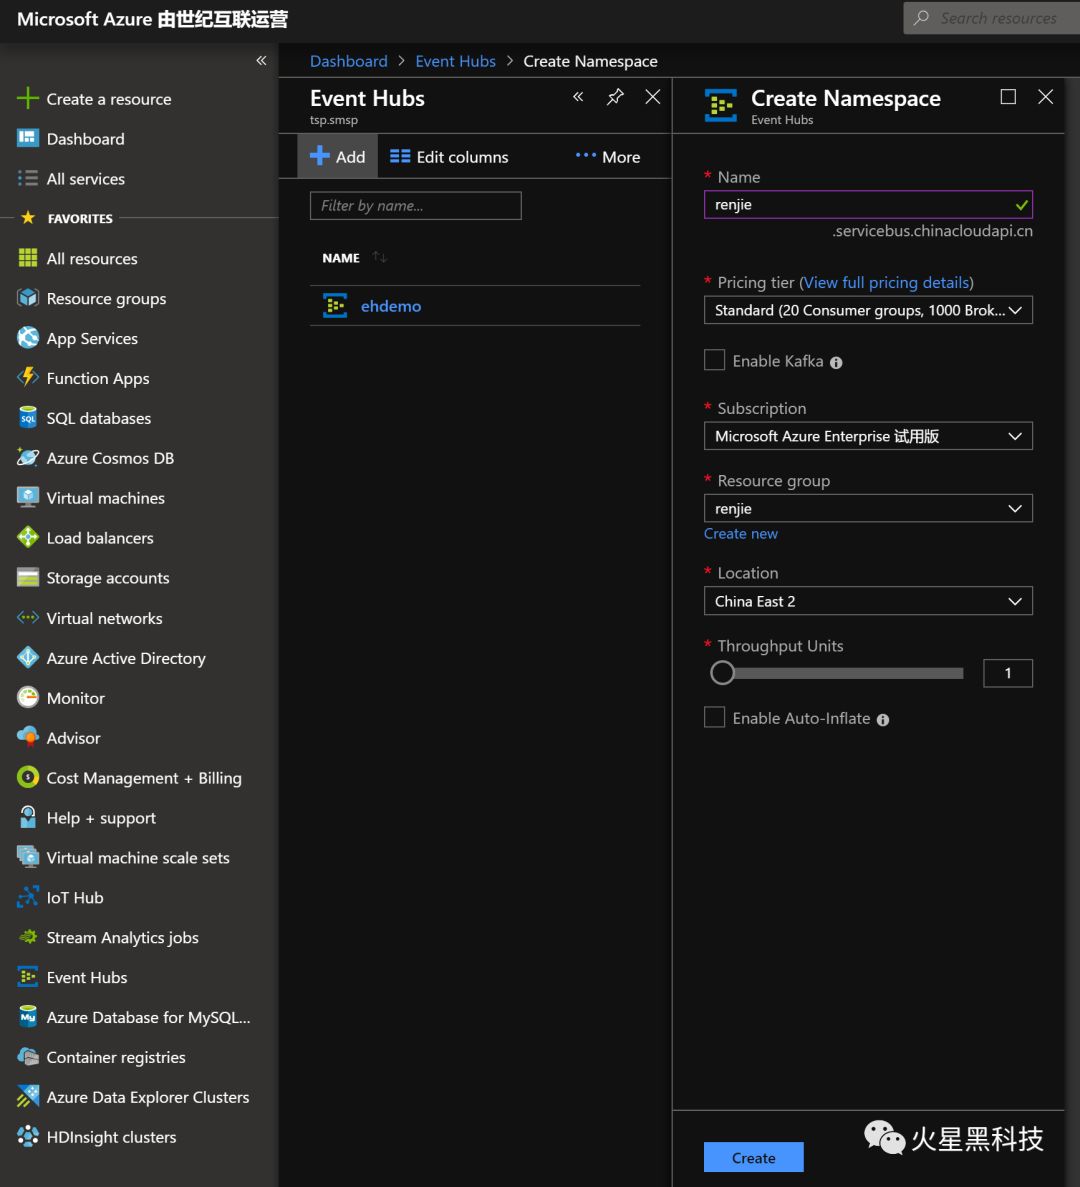 Microsoft Azure 由世纪互联运营
Search resources
«
Create a resource
Dashboard
All services
FAVORITES
All resources
Resource groups
App Services
Function Apps
SQL databases
Azure Cosmos DB
Virtual machines
Load balancers
Storage accounts
Virtual networks
Azure Active Directory
Monitor
Advisor
Cost Management + Billing
Help + support
Virtual machine scale sets
IoT Hub
Stream Analytics jobs
Event Hubs
Azure Database for MySQL...
Container registries
Azure Data Explorer Clusters
HDInsight clusters
Dashboard > Event Hubs > Create Namespace
Event Hubs
tsp.smsp
Add
Edit columns
More
Filter by name...
NAME
ehdemo
Create Namespace
Event Hubs
* Name
renjie
.servicebus.chinacloudapi.cn
* Pricing tier (View full pricing details)
Standard (20 Consumer groups, 1000 Brok...
Enable Kafka
* Subscription
Microsoft Azure Enterprise 试用版
* Resource group
renjie
Create new
* Location
China East 2
* Throughput Units
1
Enable Auto-Inflate
火星黑科技
Create